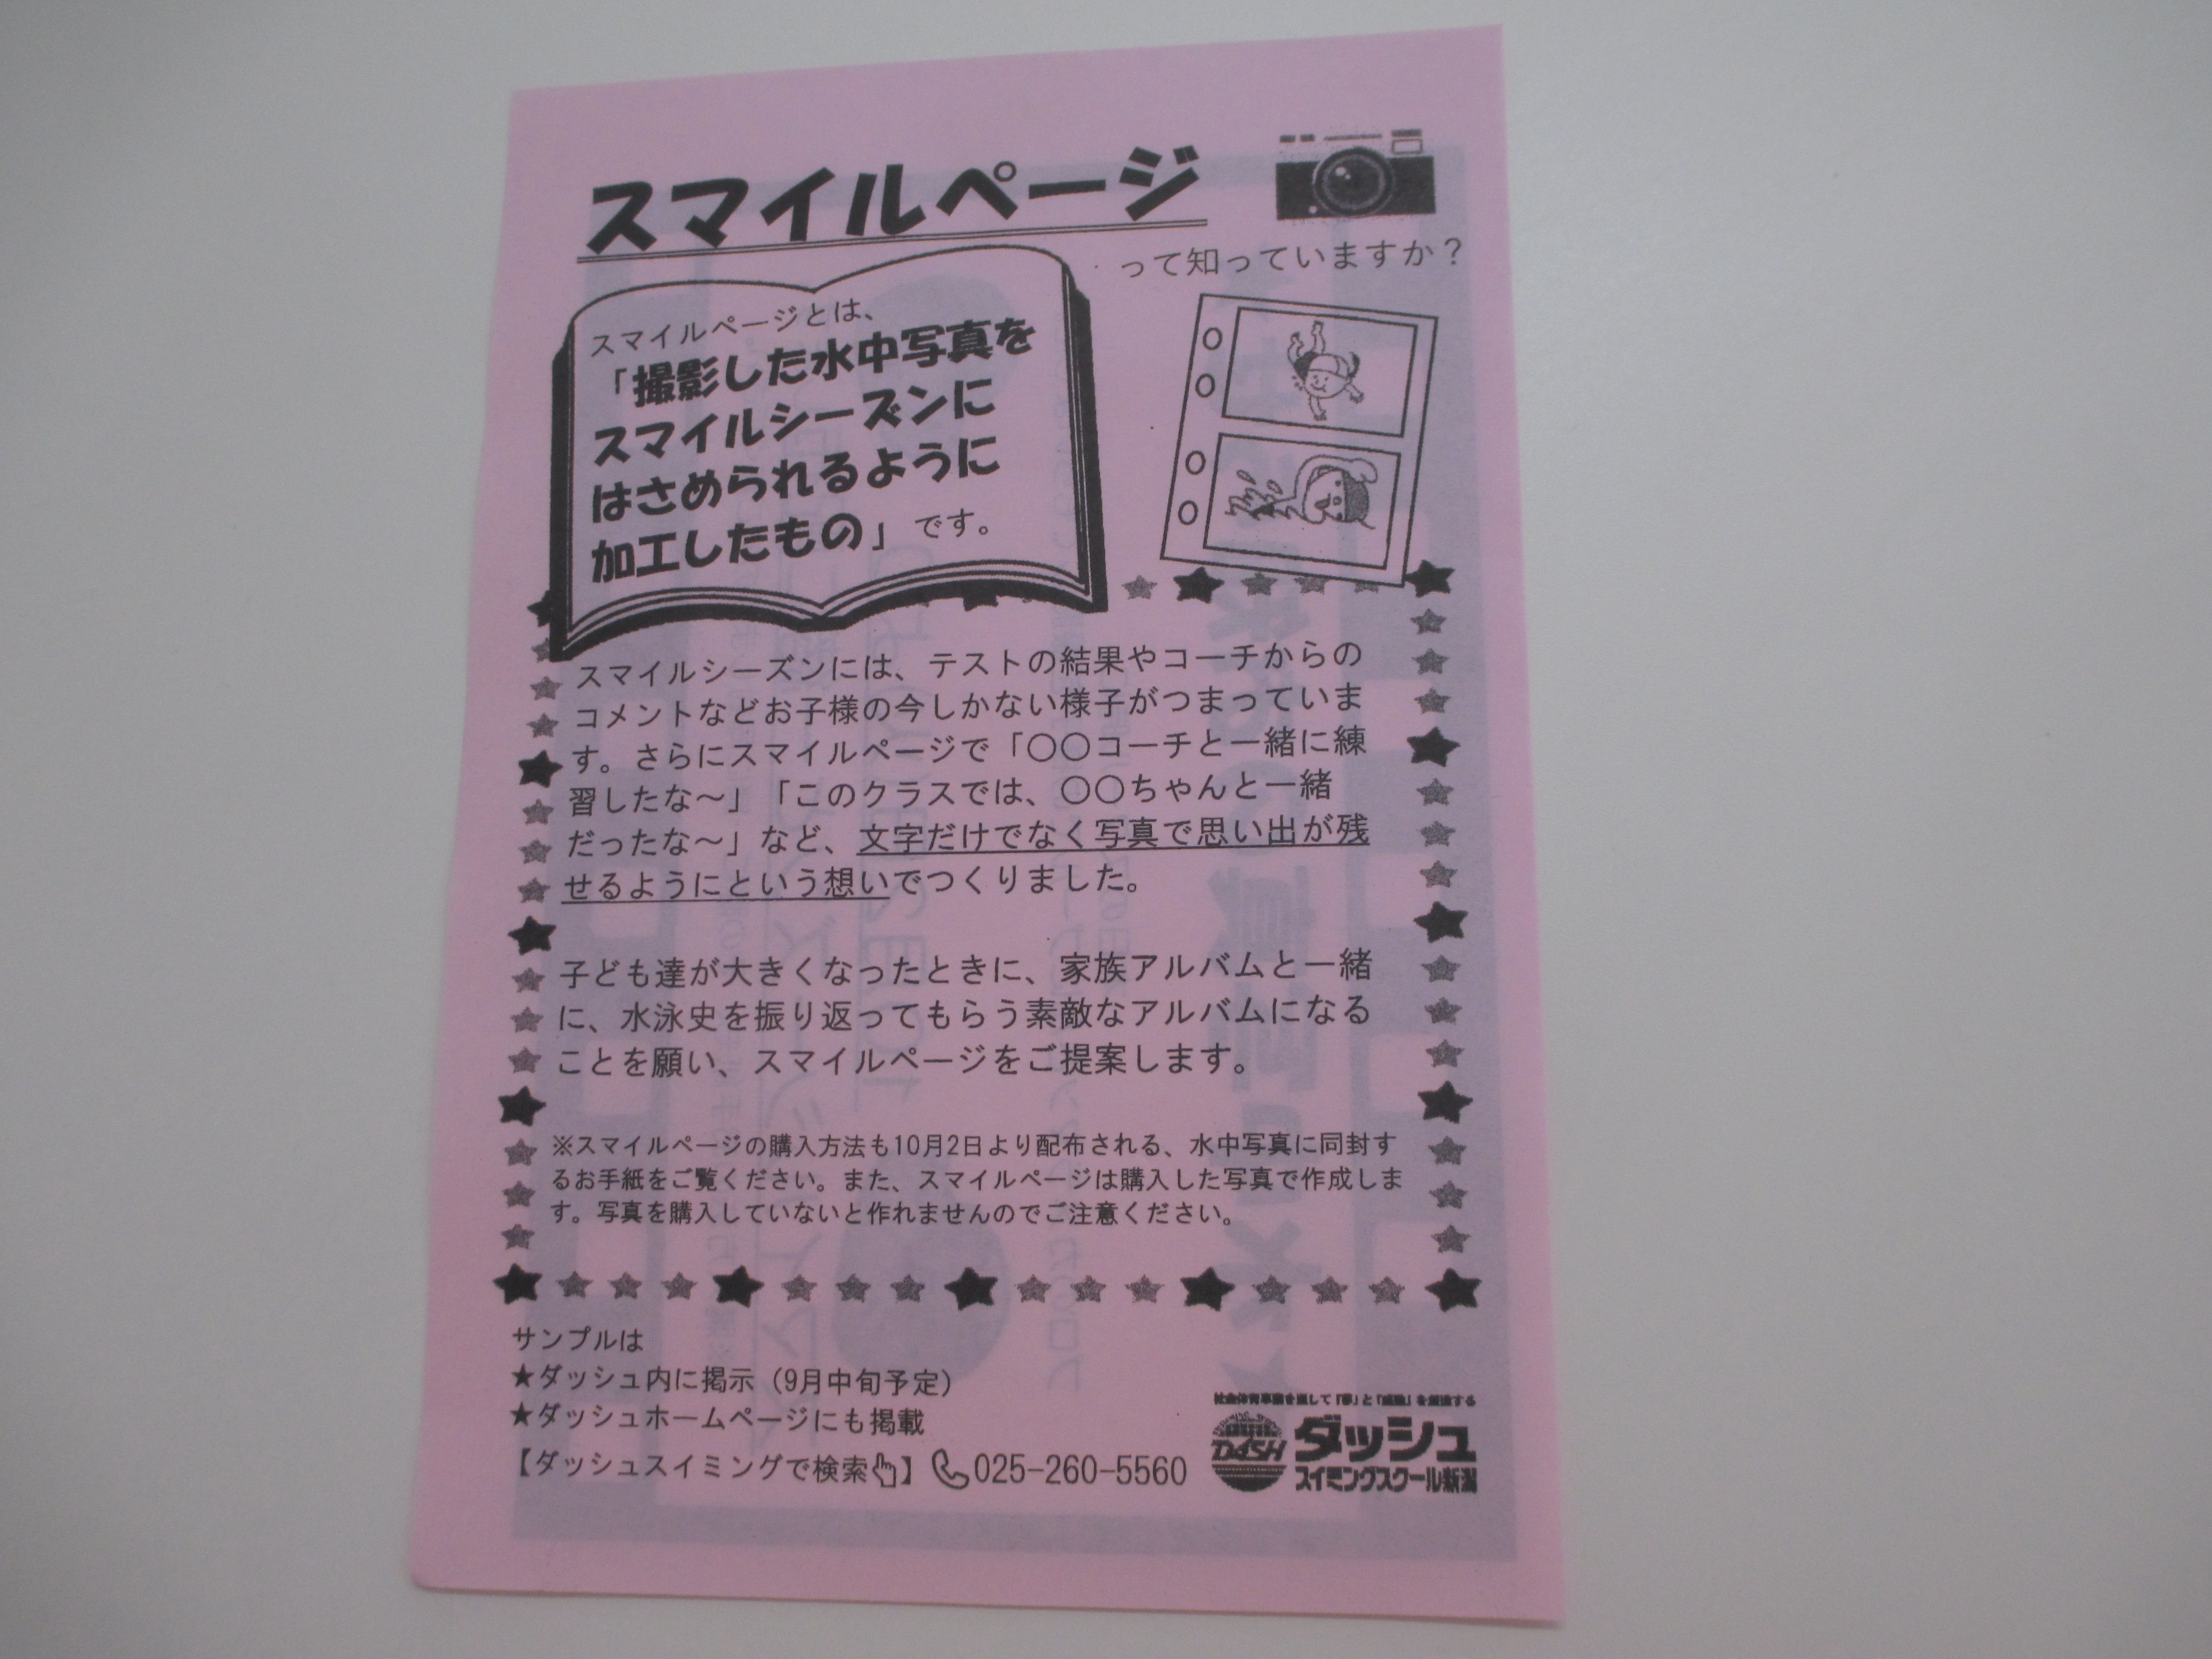 スマイルページ
って知っていますか？
スマイルページとは、
「撮影した水中写真を
スマイルシーズンに
はさめられるように
加工したもの」です。
スマイルシーズンには、テストの結果やコーチからの
コメントなどお子様の今しかない様子がつまっていま
す。さらにスマイルページで「〇〇コーチと一緒に練
習したな～」「このクラスでは、〇〇ちゃんと一緒
だったな～」など、文字だけでなく写真で思い出が残
せるようにという想いでつくりました。
子ども達が大きくなったときに、家族アルバムと一緒
に、水泳史を振り返ってもらう素敵なアルバムになる
ことを願い、スマイルページをご提案します。
※スマイルページの購入方法も10月2日より配布される、水中写真に同封す
るお手紙をご覧ください。また、スマイルページは購入した写真で作成しま
す。写真を購入していないと作れませんのでご注意ください。
サンプルは
★ダッシュ内に掲示（9月中旬予定）
★ダッシュホームページにも掲載
【ダッシュスイミングで検索】025-260-5560
社会体育事業を通して「夢」と「感動」を創造する
DASH
ダッシュ
スイミングスクール新潟